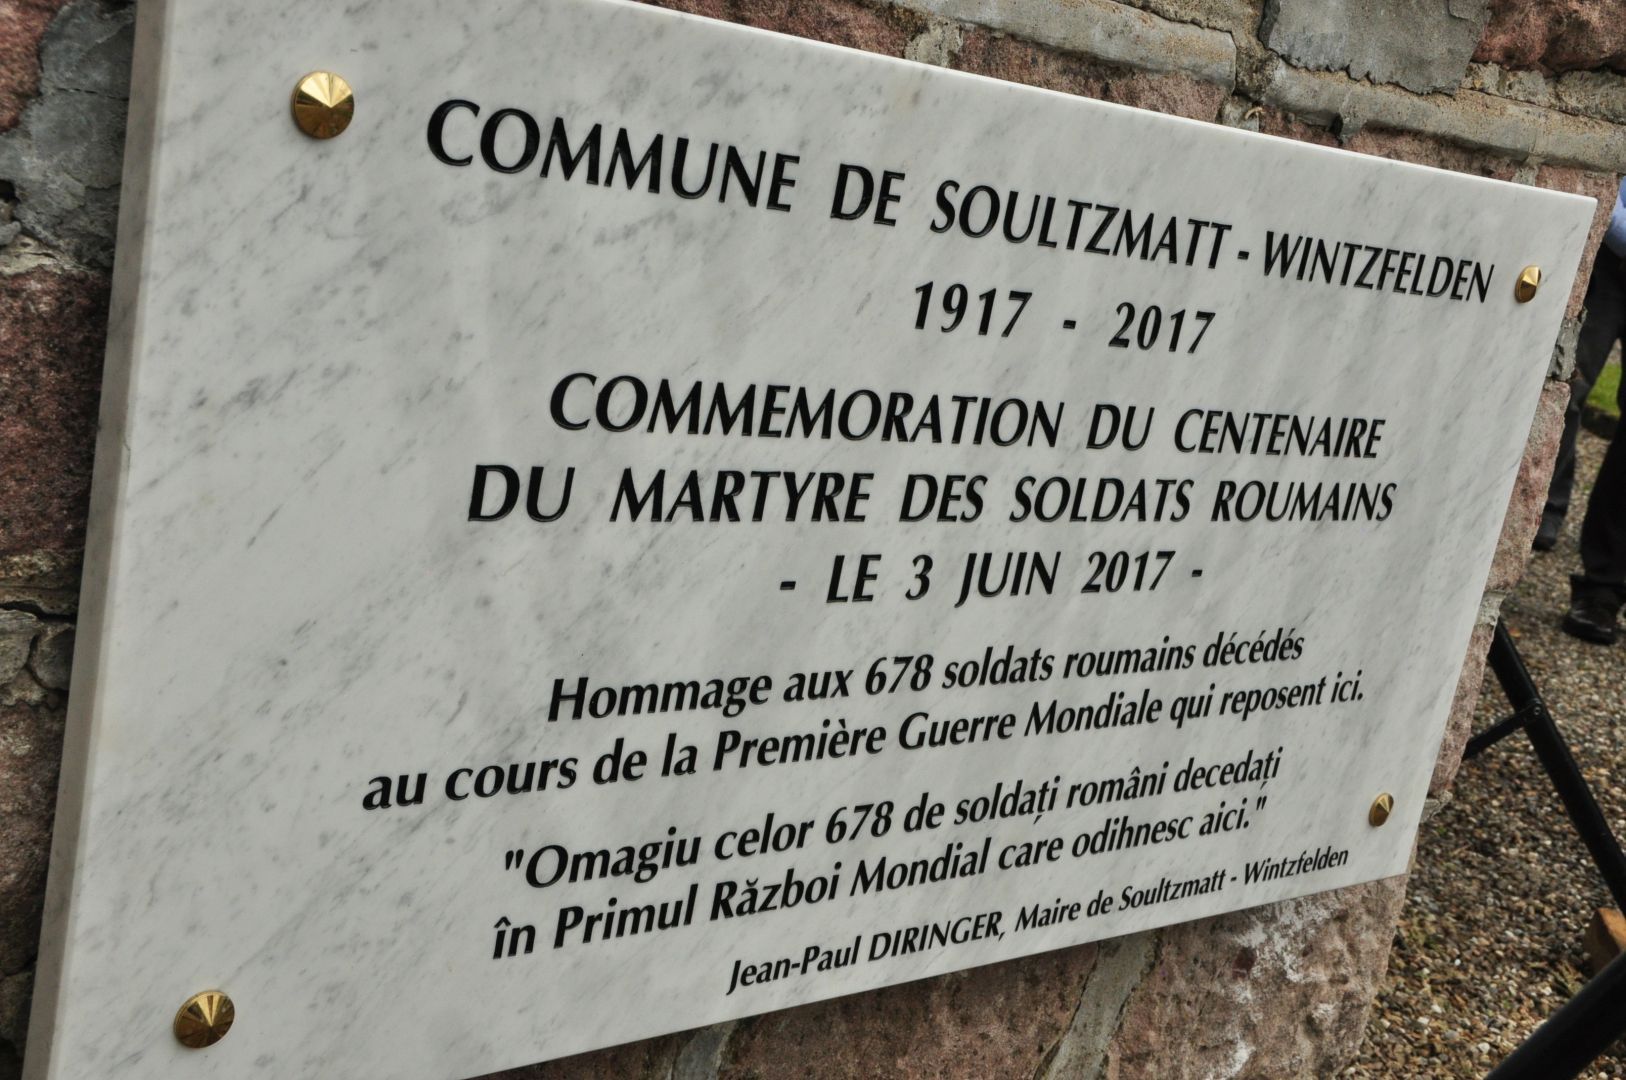 COMMUNE DE SOULTZMATT - WINTZFELDEN
1917 - 2017
COMMEMORATION DU CENTENAIRE
DU MARTYRE DES SOLDATS ROUMAINS
- LE 3 JUIN 2017 -
Hommage aux 678 soldats roumains décédés
au cours de la Première Guerre Mondiale qui reposent ici.
"Omagiu celor 678 de soldați români decedați
în Primul Război Mondial care odihnesc aici."
Jean-Paul DIRINGER, Maire de Soultzmatt - Wintzfelden